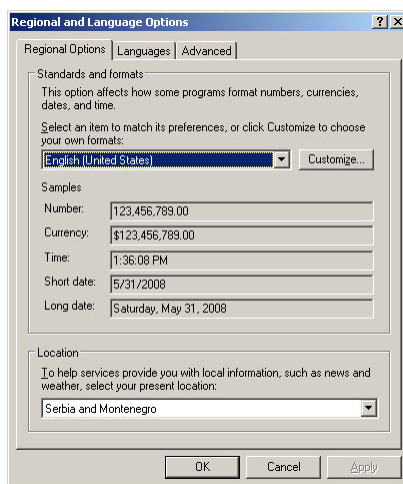 Regional and Language Options
Regional Options Languages Advanced
Standards and formats
This option affects how some programs format numbers, currencies,
dates, and time.
Select an item to match its preferences, or click Customize to choose
your own formats:
English (United States) Customize...
Samples
Number: 123,456,789.00
Currency: $123,456,789.00
Time: 1:36:08 PM
Short date: 5/31/2008
Long date: Saturday, May 31, 2008
Location
To help services provide you with local information, such as news and
weather, select your present location:
Serbia and Montenegro
OK Cancel Apply